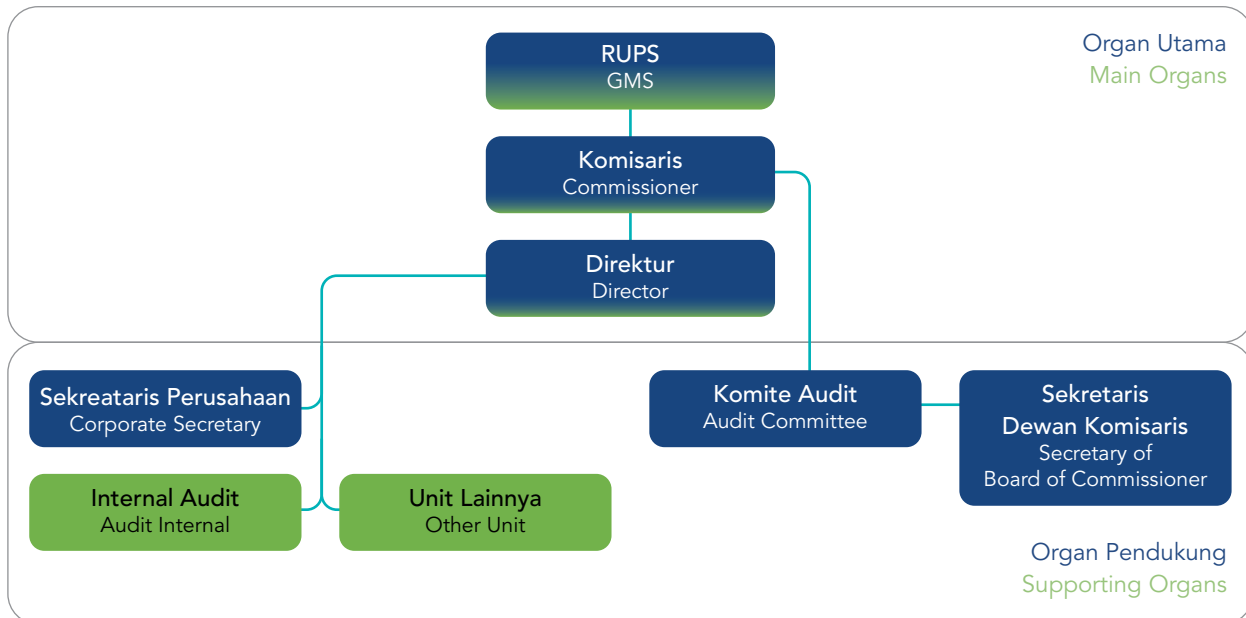 Organ Utama
Main Organs
RUPS
GMS
Komisaris
Commissioner
Direktur
Director
Sekreataris Perusahaan
Corporate Secretary
Komite Audit
Audit Committee
Sekretaris
Dewan Komisaris
Secretary of
Board of Commissioner
Internal Audit
Audit Internal
Unit Lainnya
Other Unit
Organ Pendukung
Supporting Organs